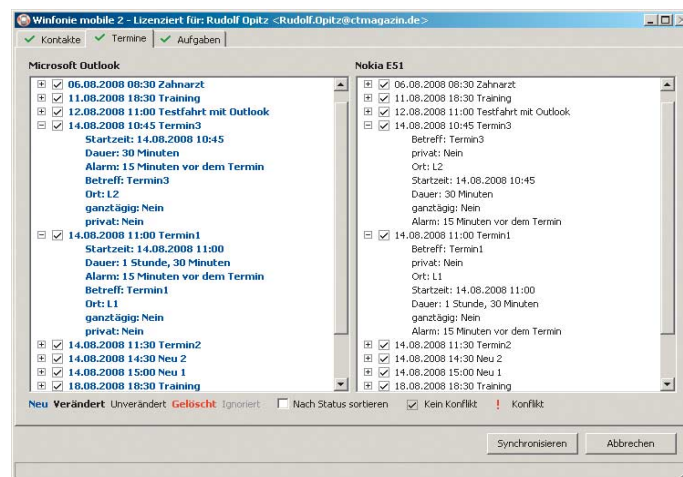 Winfonie mobile 2 - Lizenziert für: Rudolf Opitz <Rudolf.Opitz@ctmagazin.de>
Kontakte Termine Aufgaben
Microsoft Outlook
06.08.2008 08:30 Zahnarzt
11.08.2008 18:30 Training
12.08.2008 11:00 Testfahrt mit Outlook
14.08.2008 10:45 Termin3
Startzeit: 14.08.2008 10:45
Dauer: 30 Minuten
Alarm: 15 Minuten vor dem Termin
Betreff: Termin3
Ort: L2
ganztägig: Nein
privat: Nein
14.08.2008 11:00 Termin1
Startzeit: 14.08.2008 11:00
Dauer: 1 Stunde, 30 Minuten
Alarm: 15 Minuten vor dem Termin
Betreff: Termin1
Ort: L1
ganztägig: Nein
privat: Nein
14.08.2008 11:30 Termin2
14.08.2008 14:30 Neu 2
14.08.2008 15:00 Neu 1
18.08.2008 18:30 Training
Nokia E51
06.08.2008 08:30 Zahnarzt
11.08.2008 18:30 Training
12.08.2008 11:00 Testfahrt mit Outlook
14.08.2008 10:45 Termin3
Betreff: Termin3
privat: Nein
Ort: L2
Startzeit: 14.08.2008 10:45
Dauer: 30 Minuten
Alarm: 15 Minuten vor dem Termin
14.08.2008 11:00 Termin1
Betreff: Termin1
privat: Nein
Ort: L1
Startzeit: 14.08.2008 11:00
Dauer: 1 Stunde, 30 Minuten
Alarm: 15 Minuten vor dem Termin
14.08.2008 11:30 Termin2
14.08.2008 14:30 Neu 2
14.08.2008 15:00 Neu 1
18.08.2008 18:30 Training
Neu Verändert Unverändert Gelöscht Ignoriert Nach Status sortieren Kein Konflikt ! Konflikt
Synchronisieren Abbrechen